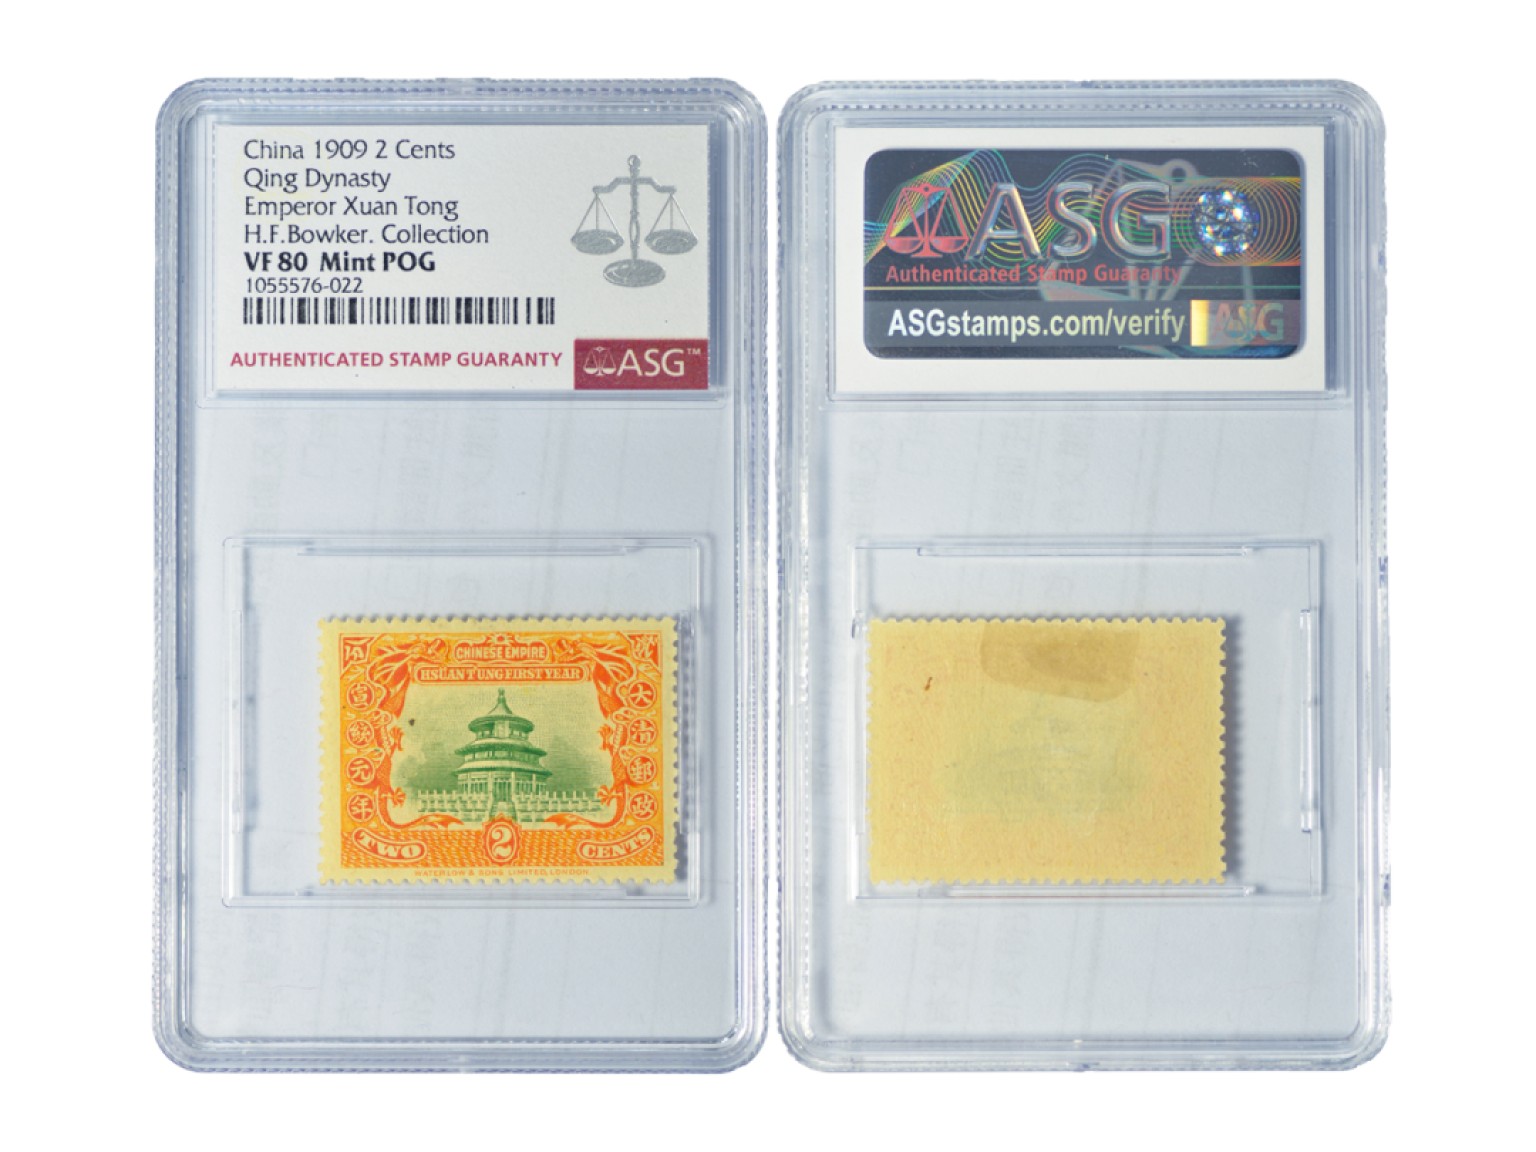 China 1909 2 Cents
Qing Dynasty
Emperor Xuan Tong
H.F.Bowker. Collection
VF 80 Mint POG
1055576-022
AUTHENTICATED STAMP GUARANTY
ASG™
CHINESE EMPIRE
HSUAN TUNG FIRST YEAR
大清郵政
宣統元年
TWO 2 CENTS
WATERLOW & SONS LIMITED, LONDON.
ASG
Authenticated Stamp Guaranty
ASGstamps.com/verify
ASG